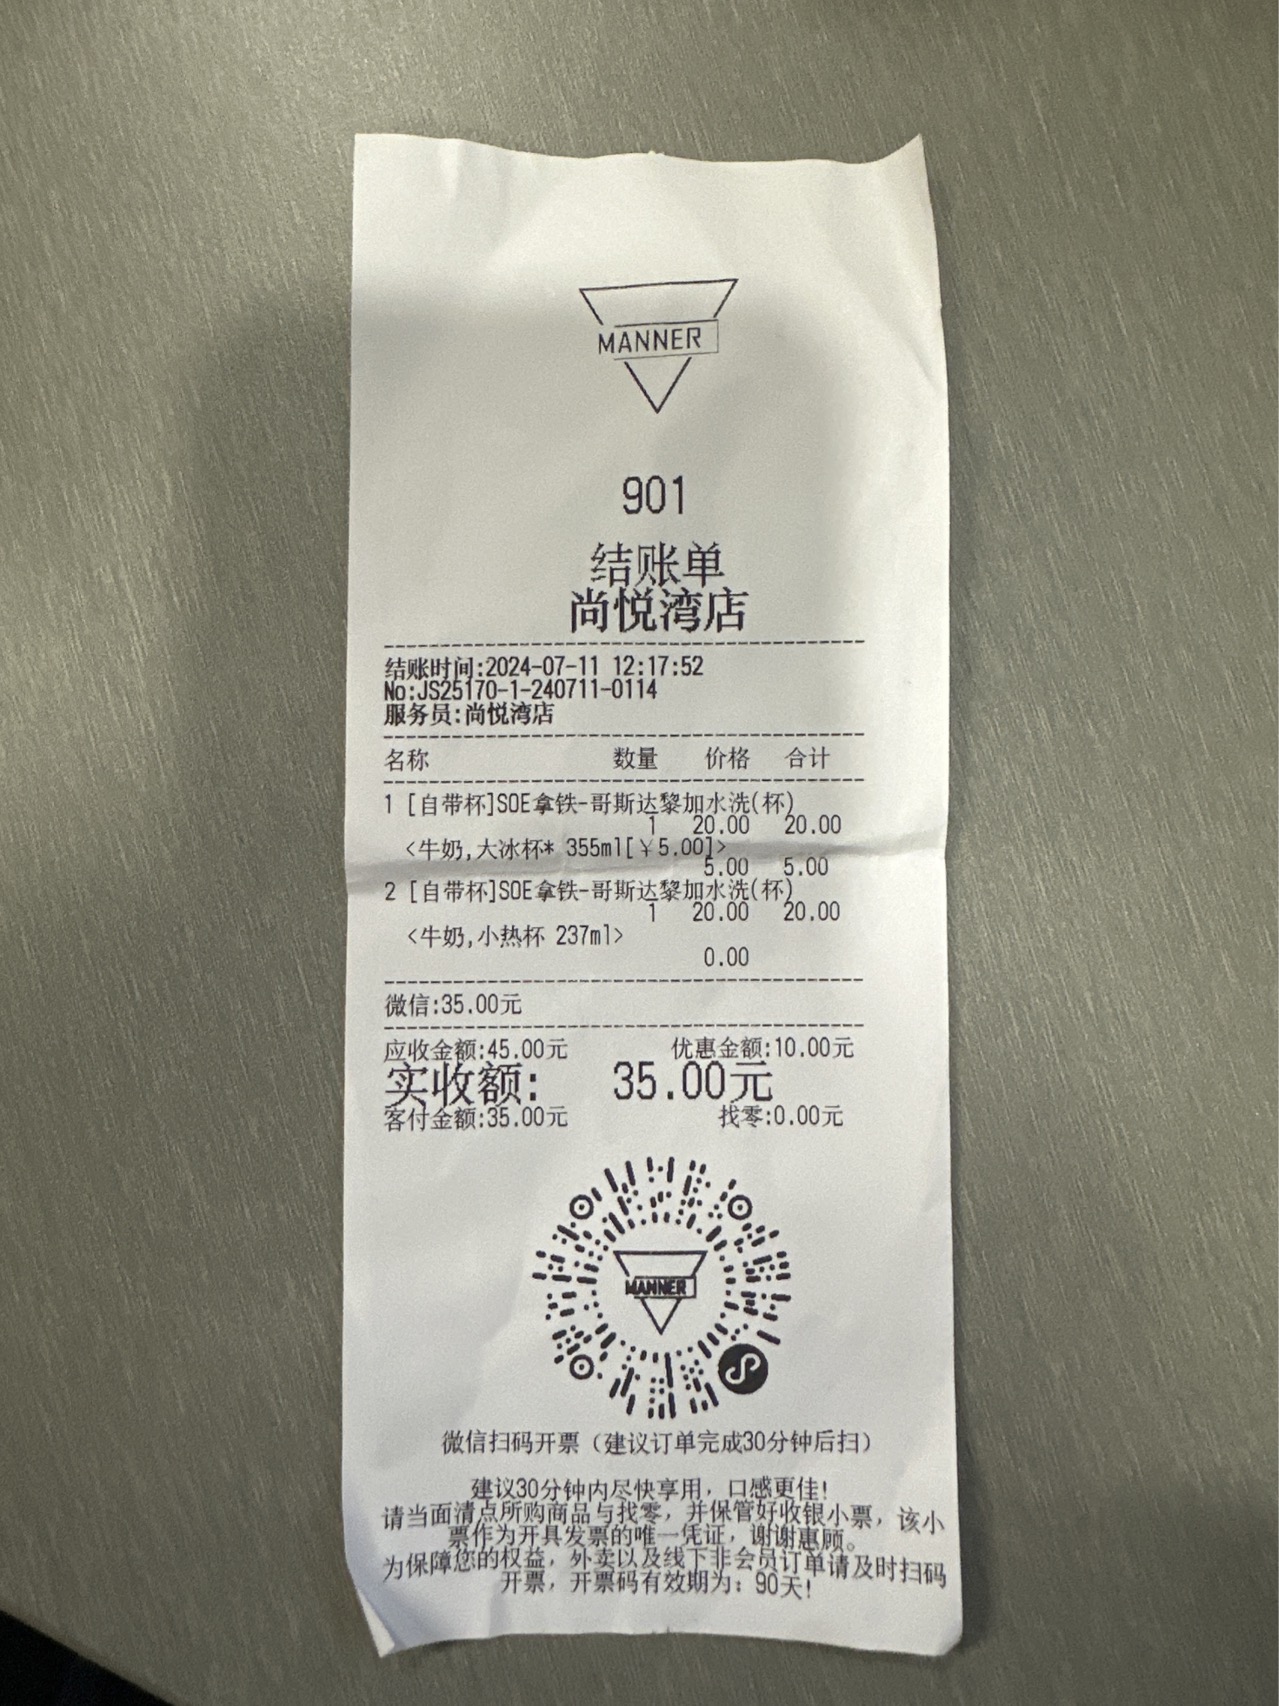 MANNER
901
结账单
尚悦湾店
结账时间:2024-07-11 12:17:52
No:JS25170-1-240711-0114
服务员:尚悦湾店
名称 数量 价格 合计
1 [自带杯]SOE拿铁-哥斯达黎加水洗(杯)
1 20.00 20.00
<牛奶,大冰杯* 355ml[¥5.00]>
5.00 5.00
2 [自带杯]SOE拿铁-哥斯达黎加水洗(杯)
1 20.00 20.00
<牛奶,小热杯 237ml>
0.00
微信:35.00元
应收金额:45.00元 优惠金额:10.00元
实收额: 35.00元
客付金额:35.00元 找零:0.00元
MANNER
微信扫码开票（建议订单完成30分钟后扫）
建议30分钟内尽快享用，口感更佳！
请当面清点所购商品与找零，并保管好收银小票，该小
票作为开具发票的唯一凭证，谢谢惠顾。
为保障您的权益，外卖以及线下非会员订单请及时扫码
开票，开票码有效期为：90天！